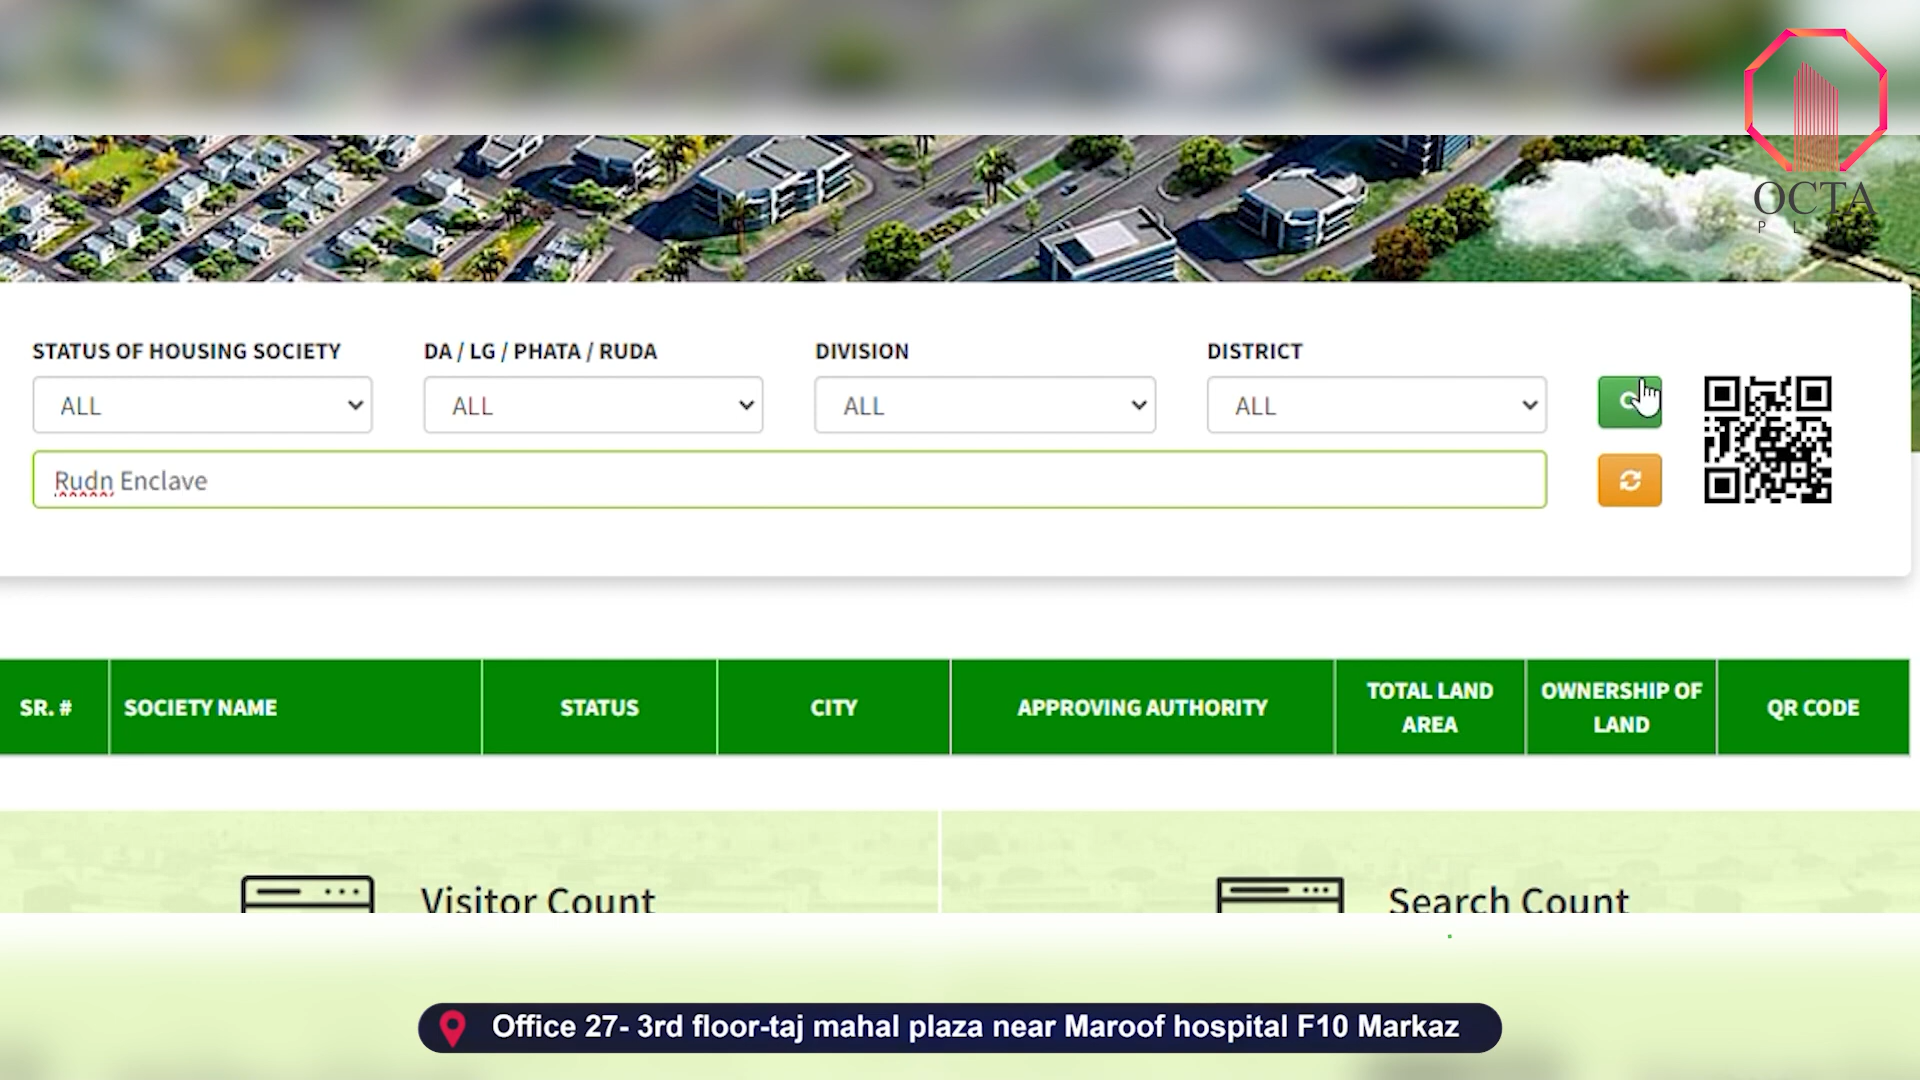 OCTA
STATUS OF HOUSING SOCIETY
DA / LG / PHATA / RUDA
DIVISION
DISTRICT
ALL
ALL
ALL
ALL
Rudn Enclave
SR. #
SOCIETY NAME
STATUS
CITY
APPROVING AUTHORITY
TOTAL LAND
AREA
OWNERSHIP OF
LAND
QR CODE
Visitor Count
Search Count
Office 27- 3rd floor-taj mahal plaza near Maroof hospital F10 Markaz